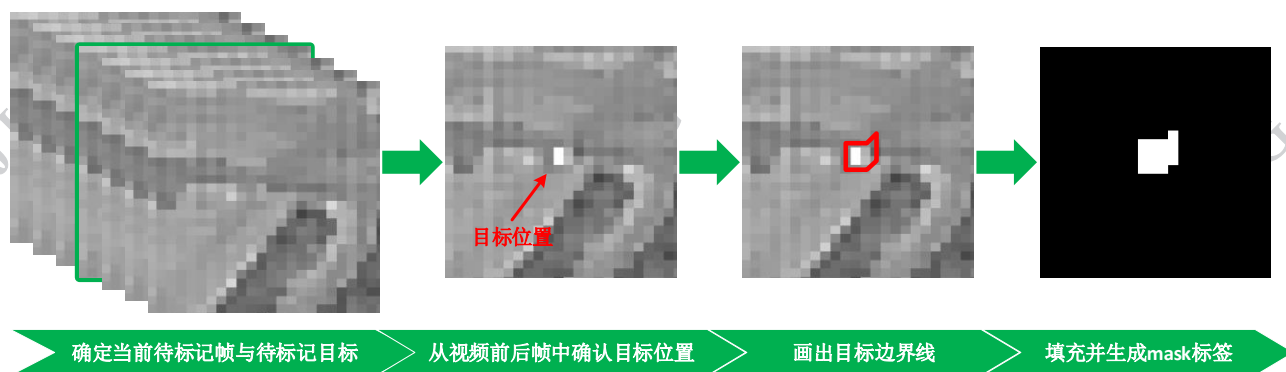 目标位置
确定当前待标记帧与待标记目标
从视频前后帧中确认目标位置
画出目标边界线
填充并生成mask标签